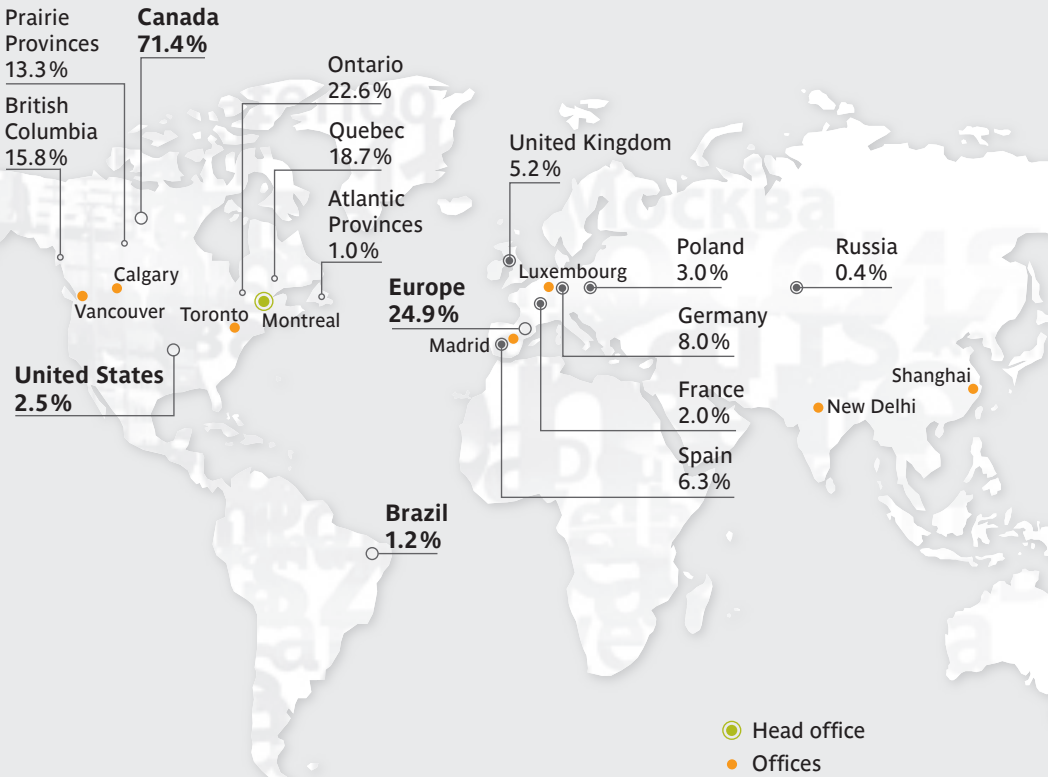 Prairie
Provinces
13.3%
Canada
71.4%
British
Columbia
15.8%
Ontario
22.6%
Quebec
18.7%
Atlantic
Provinces
1.0%
Calgary
Vancouver
Toronto
Montreal
United States
2.5%
United Kingdom
5.2%
Luxembourg
Europe
24.9%
Madrid
Poland
3.0%
Russia
0.4%
Germany
8.0%
France
2.0%
Spain
6.3%
Shanghai
New Delhi
Brazil
1.2%
Москва
Head office
Offices